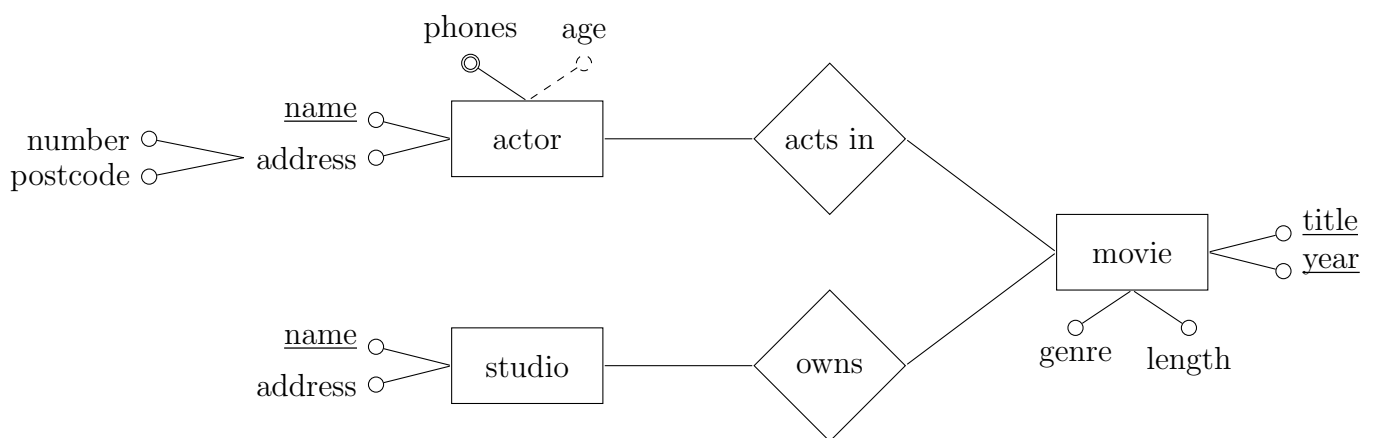 phones
age
name
number
address
postcode
actor
acts in
title
movie
year
name
address
studio
owns
genre
length